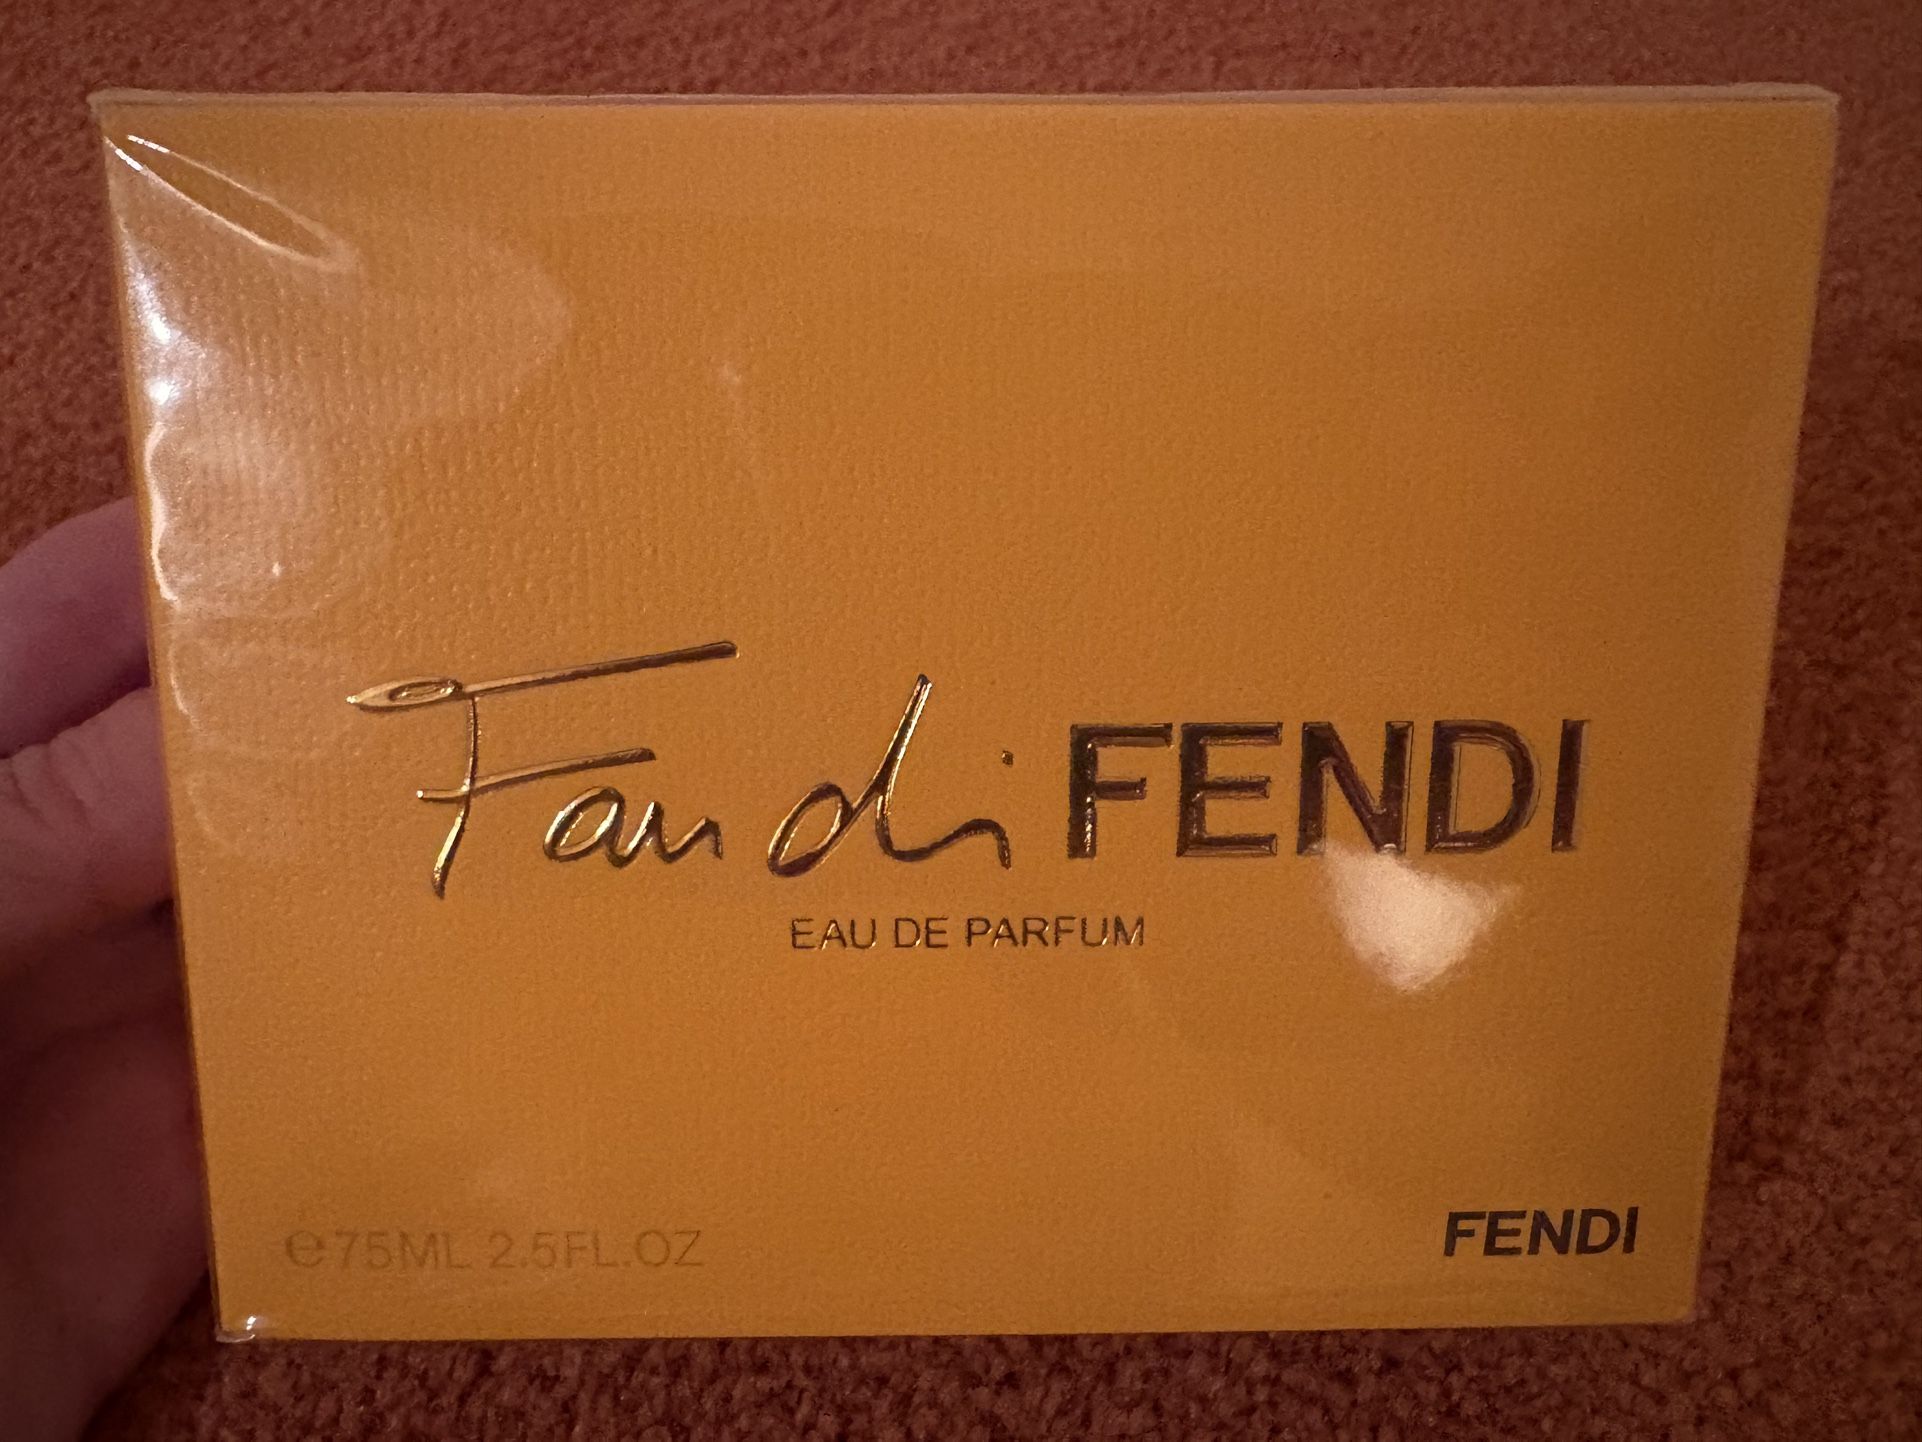 Fan di FENDI
EAU DE PARFUM
℮75ML 2.5FL.OZ
FENDI